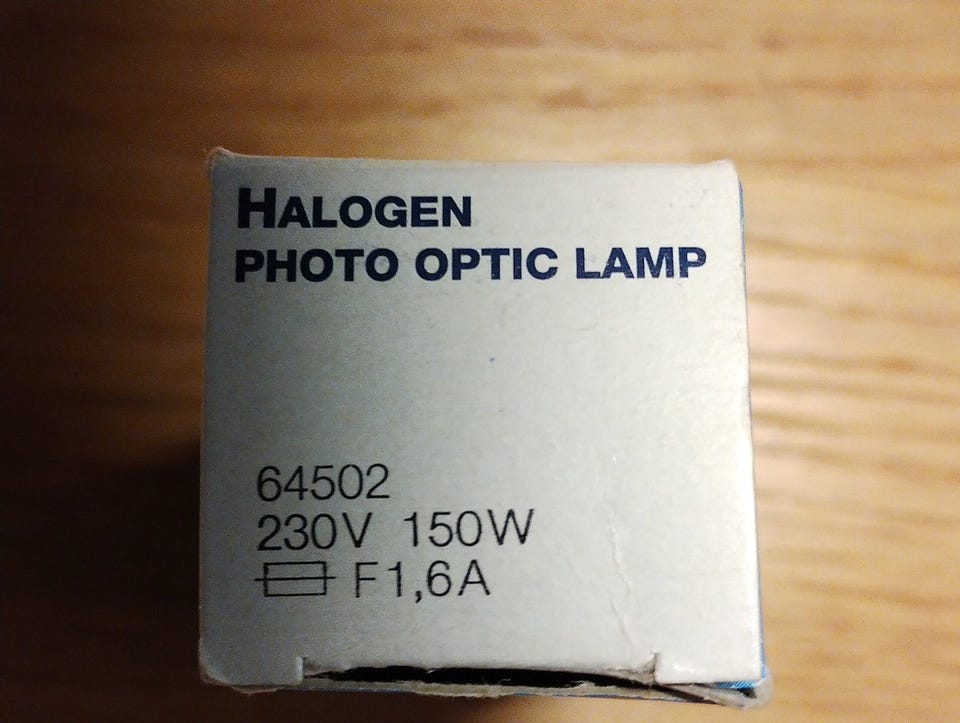 HALOGEN
PHOTO OPTIC LAMP
64502
230V 150W
F1,6A